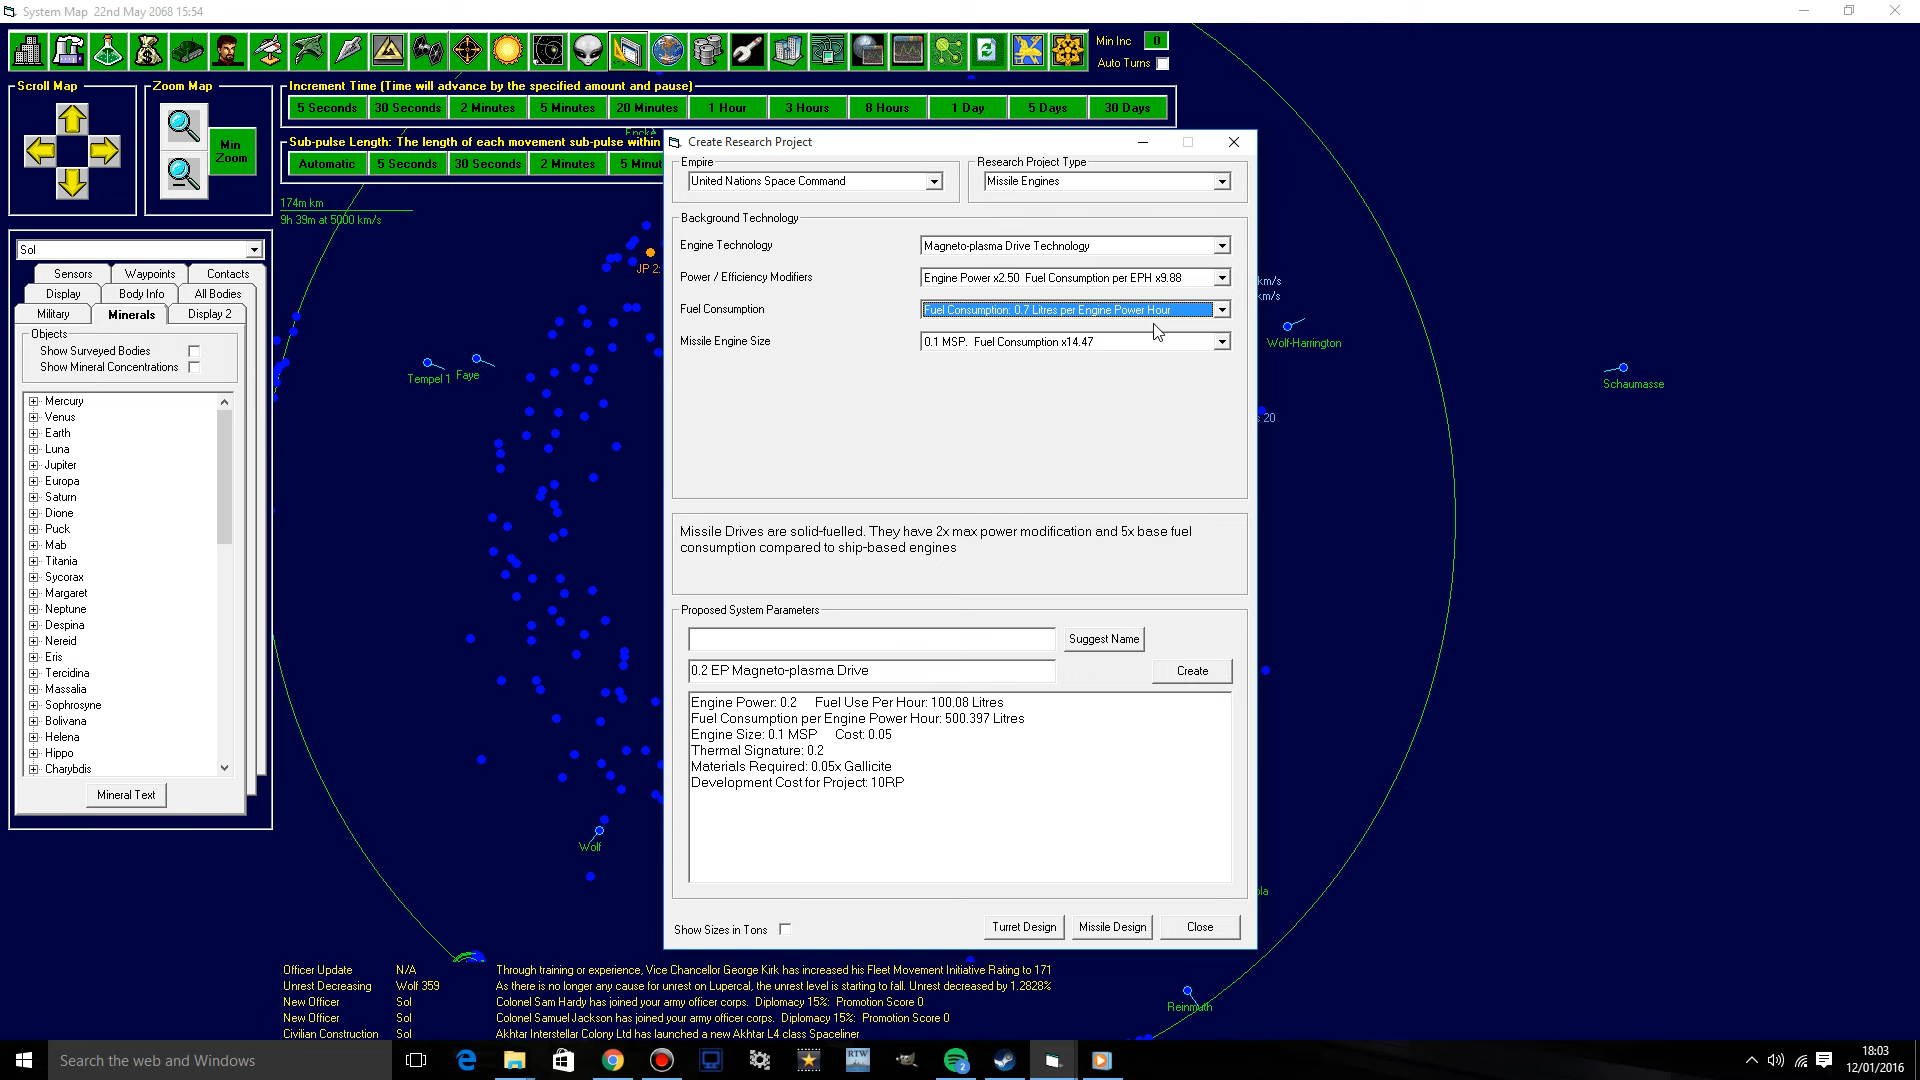 System Map  22nd May 2068 15:54
Min Inc 0
Auto Turns
Scroll Map
Zoom Map
Min Zoom
Increment Time (Time will advance by the specified amount and pause)
5 Seconds 30 Seconds 2 Minutes 5 Minutes 20 Minutes 1 Hour 3 Hours 8 Hours 1 Day 5 Days 30 Days
Sub-pulse Length: The length of each movement sub-pulse within
Automatic 5 Seconds 30 Seconds 2 Minutes 5 Minut
174m km
9h 39m at 5000 km/s
Sol
Sensors Waypoints Contacts
Display Body Info All Bodies
Military Minerals Display 2
Objects
Show Surveyed Bodies
Show Mineral Concentrations
Mercury
Venus
Earth
Luna
Jupiter
Europa
Saturn
Dione
Puck
Mab
Titania
Sycorax
Margaret
Neptune
Despina
Nereid
Eris
Tercidina
Massalia
Sophrosyne
Bolivana
Helena
Hippo
Charybdis
Mineral Text
JP 2:
Tempel 1
Faye
Wolf
km/s
km/s
Wolf-Harrington
Schaumasse
20
Reinmuth
Create Research Project
Empire
United Nations Space Command
Research Project Type
Missile Engines
Background Technology
Engine Technology
Magneto-plasma Drive Technology
Power / Efficiency Modifiers
Engine Power x2.50  Fuel Consumption per EPH x9.88
Fuel Consumption
Fuel Consumption: 0.7 Litres per Engine Power Hour
Missile Engine Size
0.1 MSP.  Fuel Consumption x14.47
Missile Drives are solid-fuelled. They have 2x max power modification and 5x base fuel
consumption compared to ship-based engines
Proposed System Parameters
Suggest Name
0.2 EP Magneto-plasma Drive
Create
Engine Power: 0.2     Fuel Use Per Hour: 100.08 Litres
Fuel Consumption per Engine Power Hour: 500.397 Litres
Engine Size: 0.1 MSP     Cost: 0.05
Thermal Signature: 0.2
Materials Required: 0.05x Gallicite
Development Cost for Project: 10RP
Show Sizes in Tons
Turret Design
Missile Design
Close
Officer Update N/A Through training or experience, Vice Chancellor George Kirk has increased his Fleet Movement Initiative Rating to 171
Unrest Decreasing Wolf 359 As there is no longer any cause for unrest on Lupercal, the unrest level is starting to fall. Unrest decreased by 1.2828%
New Officer Sol Colonel Sam Hardy has joined your army officer corps.  Diplomacy 15%:  Promotion Score 0
New Officer Sol Colonel Samuel Jackson has joined your army officer corps.  Diplomacy 15%:  Promotion Score 0
Civilian Construction Sol Akhtar Interstellar Colony Ltd has launched a new Akhtar L4 class Spaceliner
Search the web and Windows
RTW
2
18:03
12/01/2016